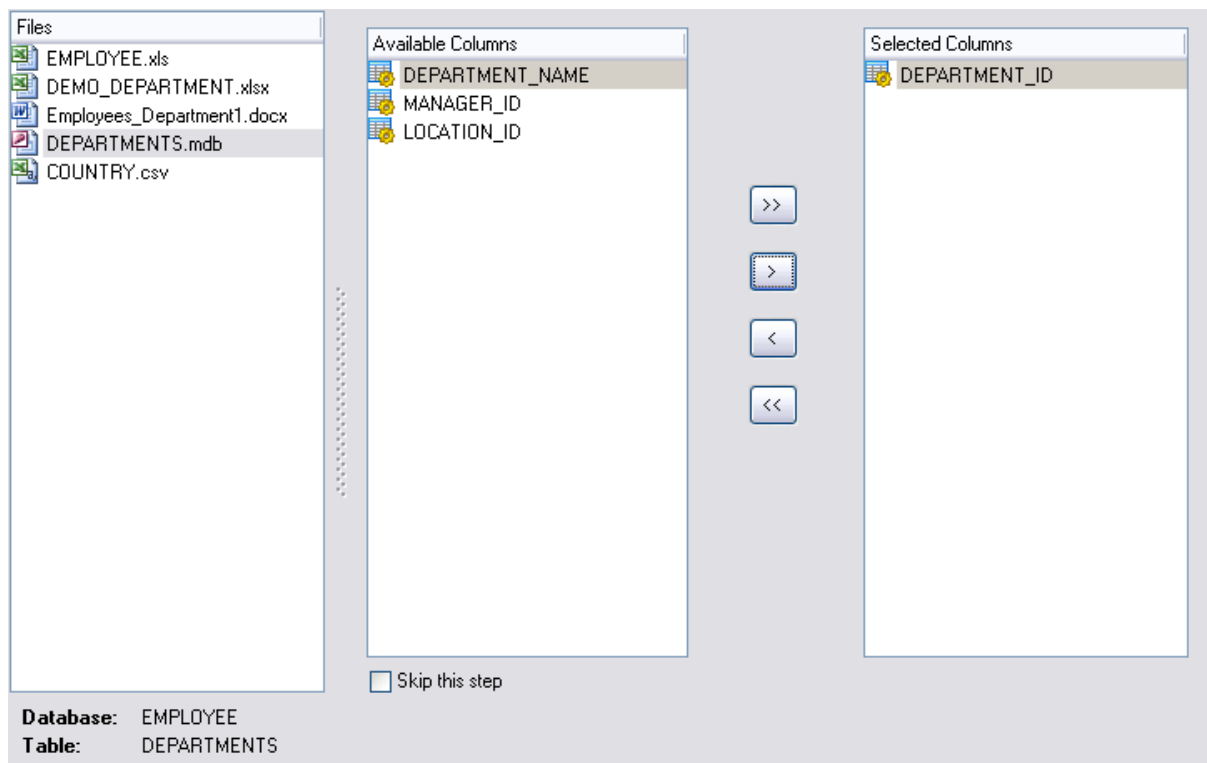 Files
EMPLOYEE.xls
DEMO_DEPARTMENT.xlsx
Employees_Department1.docx
DEPARTMENTS.mdb
COUNTRY.csv
Available Columns
DEPARTMENT_NAME
MANAGER_ID
LOCATION_ID
>>
>
<
<<
Selected Columns
DEPARTMENT_ID
Skip this step
Database: EMPLOYEE
Table: DEPARTMENTS